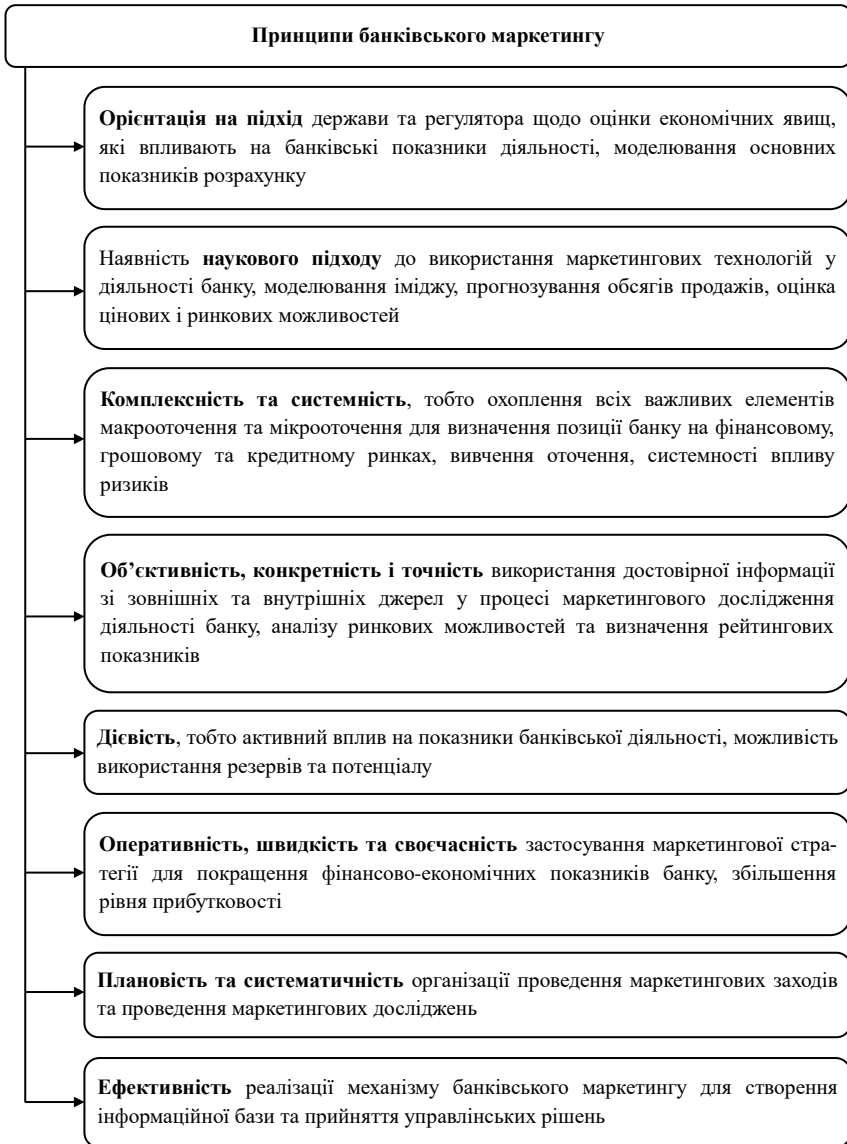 Принципи банківського маркетингу
Орієнтація на підхід держави та регулятора щодо оцінки економічних явищ,
які впливають на банківські показники діяльності, моделювання основних
показників розрахунку
Наявність наукового підходу до використання маркетингових технологій у
діяльності банку, моделювання іміджу, прогнозування обсягів продажів, оцінка
цінових і ринкових можливостей
Комплексність та системність, тобто охоплення всіх важливих елементів
макрооточення та мікрооточення для визначення позиції банку на фінансовому,
грошовому та кредитному ринках, вивчення оточення, системності впливу
ризиків
Об’єктивність, конкретність і точність використання достовірної інформації
зі зовнішніх та внутрішніх джерел у процесі маркетингового дослідження
діяльності банку, аналізу ринкових можливостей та визначення рейтингових
показників
Дієвість, тобто активний вплив на показники банківської діяльності, можливість
використання резервів та потенціалу
Оперативність, швидкість та своєчасність застосування маркетингової стра-
тегії для покращення фінансово-економічних показників банку, збільшення
рівня прибутковості
Плановість та систематичність організації проведення маркетингових заходів
та проведення маркетингових досліджень
Ефективність реалізації механізму банківського маркетингу для створення
інформаційної бази та прийняття управлінських рішень